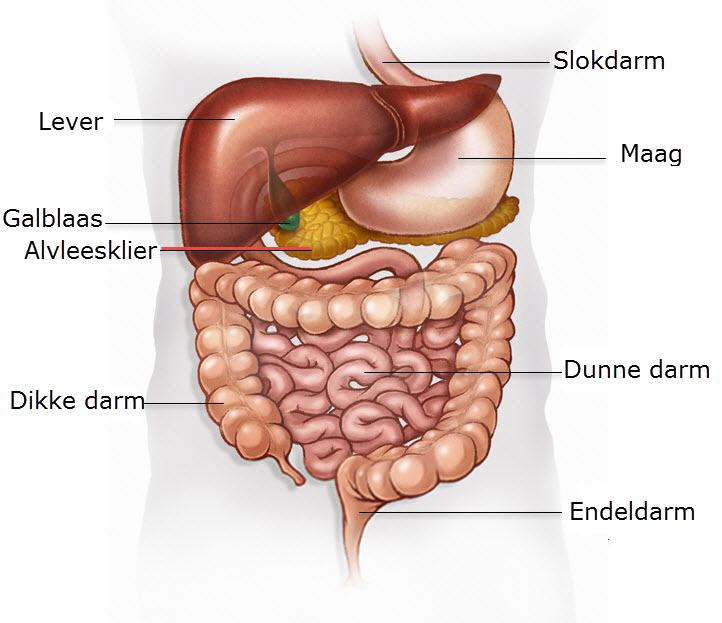 Slokdarm
Lever
Maag
Galblaas
Alvleesklier
Dunne darm
Dikke darm
Endeldarm